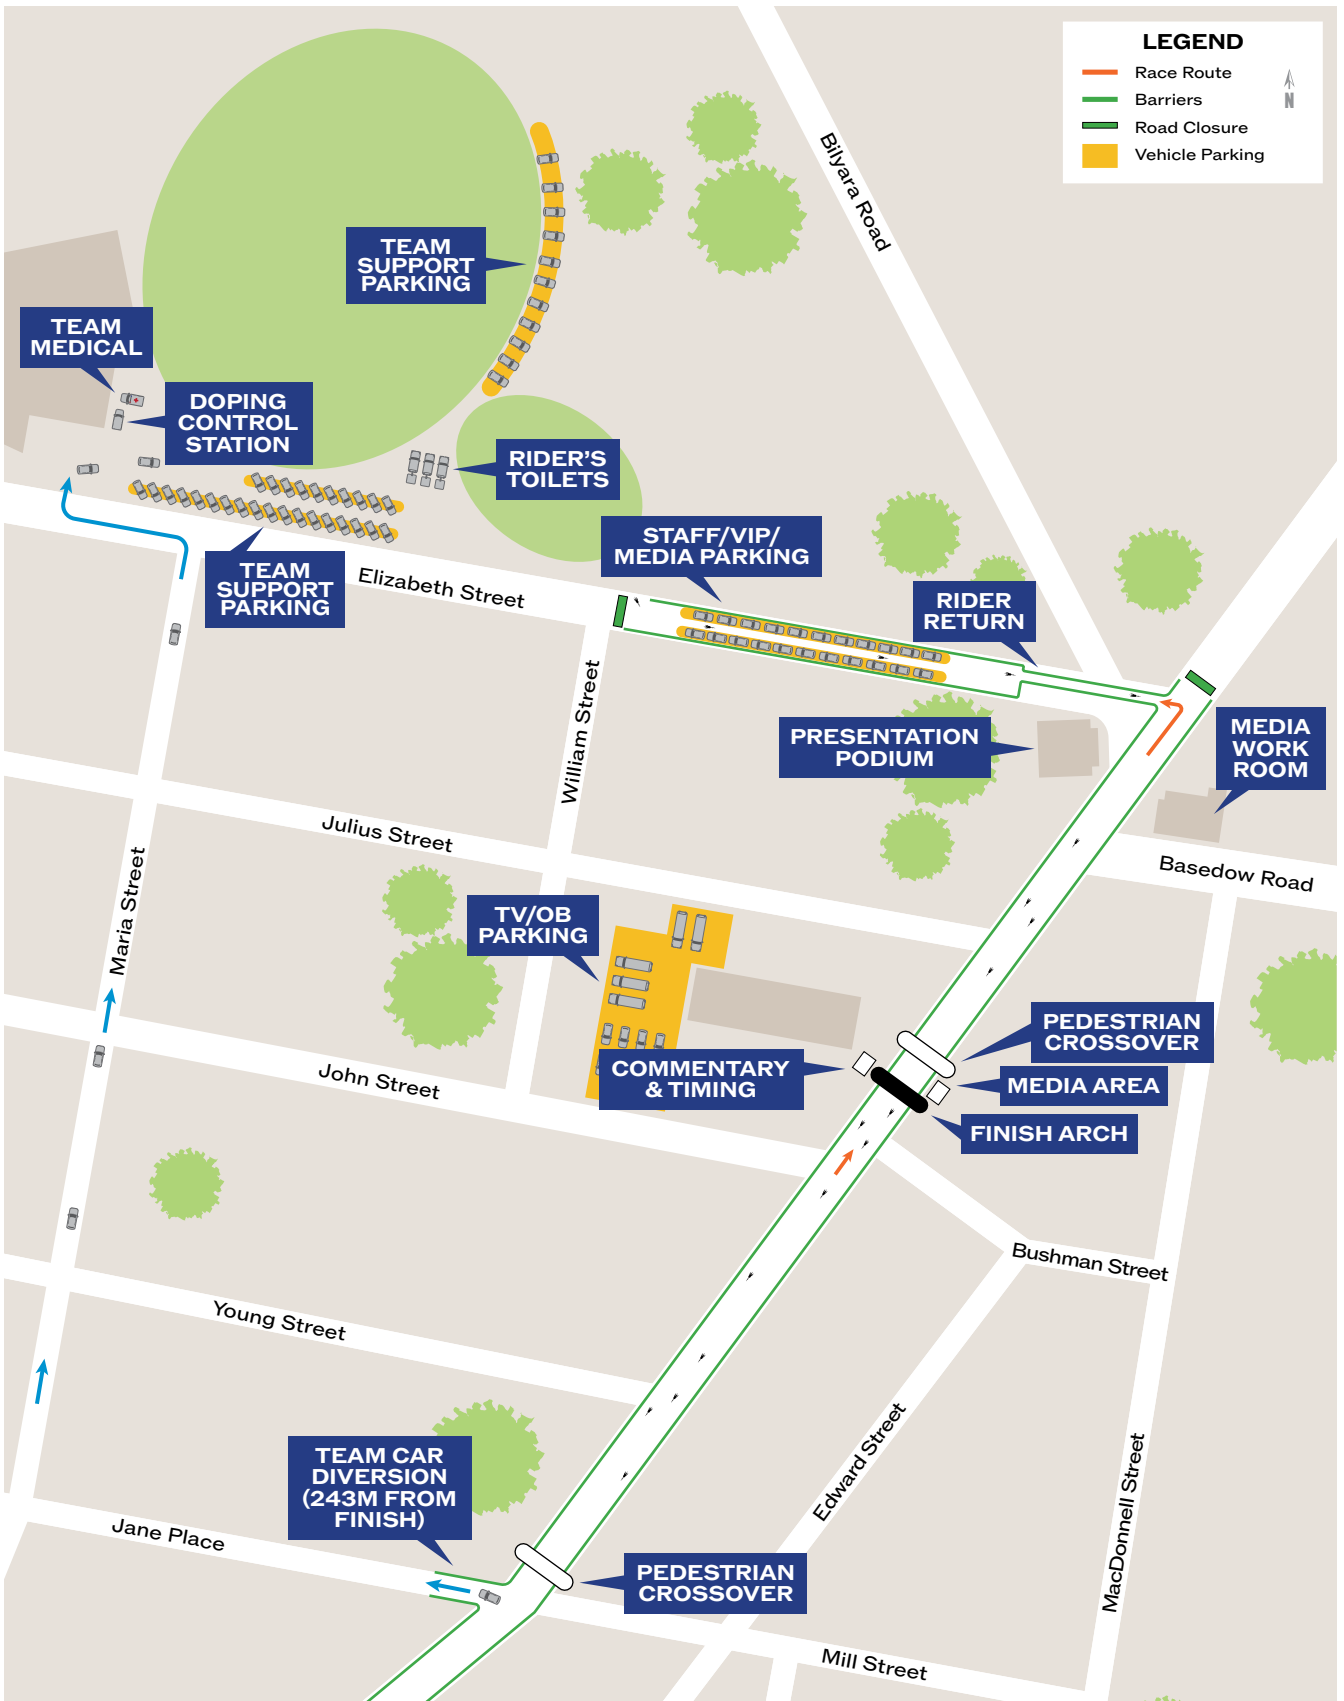 LEGEND
Race Route
Barriers
Road Closure
Vehicle Parking
N
Bilyara Road
TEAM
SUPPORT
PARKING
TEAM
MEDICAL
DOPING
CONTROL
STATION
RIDER'S
TOILETS
STAFF/VIP/
MEDIA PARKING
TEAM
SUPPORT
PARKING
Elizabeth Street
RIDER
RETURN
William Street
PRESENTATION
PODIUM
MEDIA
WORK
ROOM
Julius Street
Basedow Road
Maria Street
TV/OB
PARKING
PEDESTRIAN
CROSSOVER
COMMENTARY
& TIMING
MEDIA AREA
John Street
FINISH ARCH
Bushman Street
Young Street
Edward Street
MacDonnell Street
TEAM CAR
DIVERSION
(243M FROM
FINISH)
Jane Place
PEDESTRIAN
CROSSOVER
Mill Street